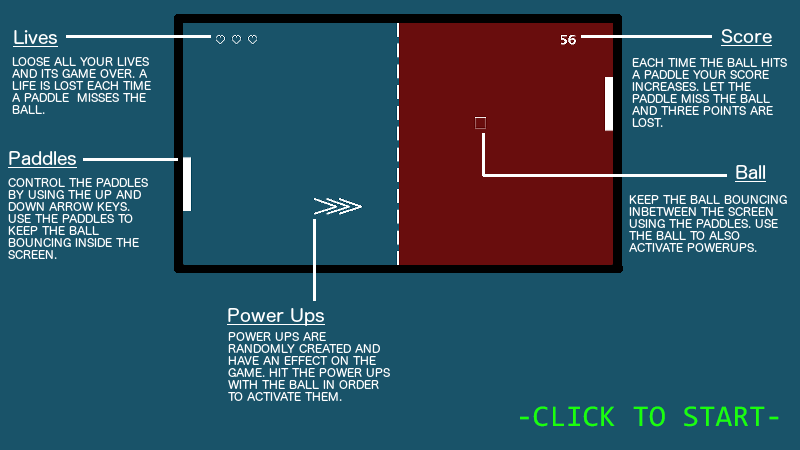 Lives
LOOSE ALL YOUR LIVES
AND ITS GAME OVER. A
LIFE IS LOST EACH TIME
A PADDLE MISSES THE
BALL.
Paddles
CONTROL THE PADDLES
BY USING THE UP AND
DOWN ARROW KEYS.
USE THE PADDLES TO
KEEP THE BALL
BOUNCING INSIDE THE
SCREEN.
56
Score
EACH TIME THE BALL HITS
A PADDLE YOUR SCORE
INCREASES. LET THE
PADDLE MISS THE BALL
AND THREE POINTS ARE
LOST.
Ball
KEEP THE BALL BOUNCING
INBETWEEN THE SCREEN
USING THE PADDLES. USE
THE BALL TO ALSO
ACTIVATE POWERUPS.
Power Ups
POWER UPS ARE
RANDOMLY CREATED AND
HAVE AN EFFECT ON THE
GAME. HIT THE POWER UPS
WITH THE BALL IN ORDER
TO ACTIVATE THEM.
-CLICK TO START-